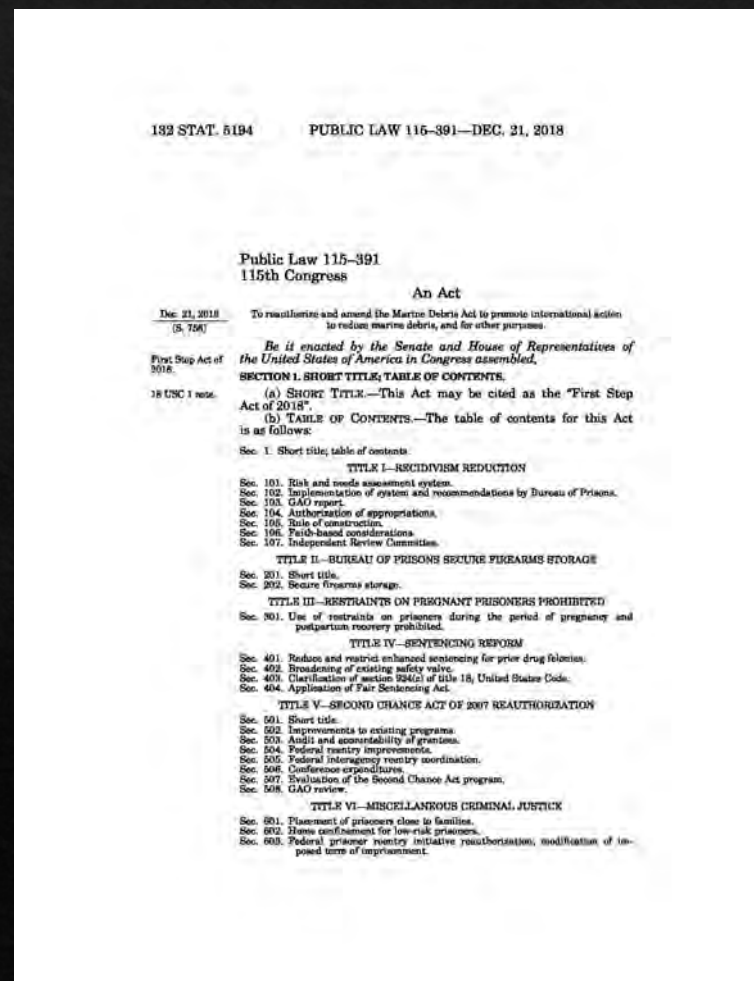 132 STAT. 5194 PUBLIC LAW 115–391—DEC. 21, 2018
Public Law 115–391
115th Congress
An Act
Dec. 21, 2018
[S. 756]
To reauthorize and amend the Marine Debris Act to promote international action
to reduce marine debris, and for other purposes.
Be it enacted by the Senate and House of Representatives of
the United States of America in Congress assembled,
First Step Act of
2018.
SECTION 1. SHORT TITLE; TABLE OF CONTENTS.
18 USC 1 note.
(a) SHORT TITLE.—This Act may be cited as the “First Step
Act of 2018”.
(b) TABLE OF CONTENTS.—The table of contents for this Act
is as follows:
Sec. 1. Short title; table of contents.
TITLE I—RECIDIVISM REDUCTION
Sec. 101. Risk and needs assessment system.
Sec. 102. Implementation of system and recommendations by Bureau of Prisons.
Sec. 103. GAO report.
Sec. 104. Authorization of appropriations.
Sec. 105. Rule of construction.
Sec. 106. Faith-based considerations.
Sec. 107. Independent Review Committee.
TITLE II—BUREAU OF PRISONS SECURE FIREARMS STORAGE
Sec. 201. Short title.
Sec. 202. Secure firearms storage.
TITLE III—RESTRAINTS ON PREGNANT PRISONERS PROHIBITED
Sec. 301. Use of restraints on prisoners during the period of pregnancy and
postpartum recovery prohibited.
TITLE IV—SENTENCING REFORM
Sec. 401. Reduce and restrict enhanced sentencing for prior drug felonies.
Sec. 402. Broadening of existing safety valve.
Sec. 403. Clarification of section 924(c) of title 18, United States Code.
Sec. 404. Application of Fair Sentencing Act.
TITLE V—SECOND CHANCE ACT OF 2007 REAUTHORIZATION
Sec. 501. Short title.
Sec. 502. Improvements to existing programs.
Sec. 503. Audit and accountability of grantees.
Sec. 504. Federal reentry improvements.
Sec. 505. Federal interagency reentry coordination.
Sec. 506. Conference expenditures.
Sec. 507. Evaluation of the Second Chance Act program.
Sec. 508. GAO review.
TITLE VI—MISCELLANEOUS CRIMINAL JUSTICE
Sec. 601. Placement of prisoners close to families.
Sec. 602. Home confinement for low-risk prisoners.
Sec. 603. Federal prisoner reentry initiative reauthorization; modification of im-
posed term of imprisonment.